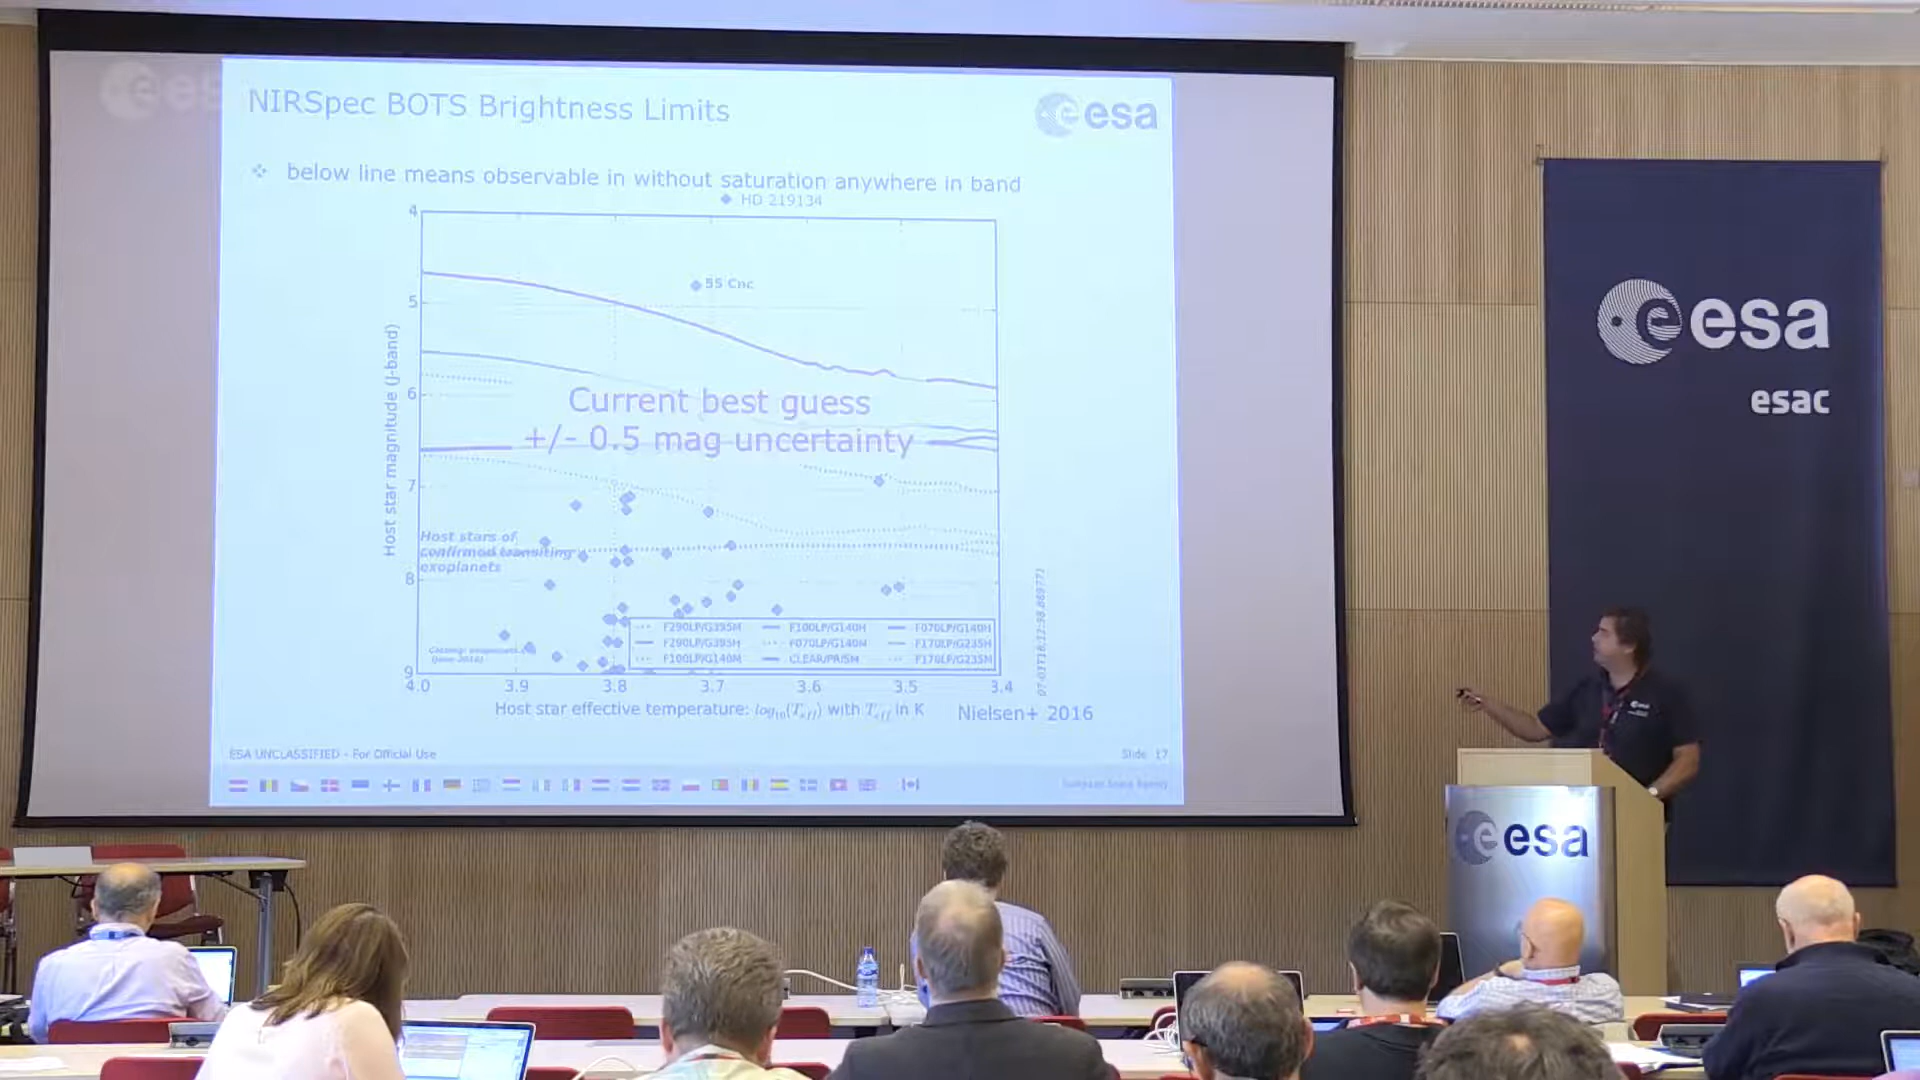 esa
NIRSpec BOTS Brightness Limits
esa
below line means observable in without saturation anywhere in band
HD 219134
55 Cnc
4
5
6
7
8
9
Host star magnitude (J-band)
Current best guess
+/- 0.5 mag uncertainty
Host stars of
confirmed transiting
exoplanets
F290LP/G395M
F100LP/G140H
F070LP/G140H
F290LP/G395H
F070LP/G140M
F170LP/G235H
F100LP/G140M
CLEAR/PRISM
F170LP/G235M
4.0 3.9 3.8 3.7 3.6 3.5 3.4
Host star effective temperature: log10(Teff) with Teff in K
Nielsen+ 2016
ESA UNCLASSIFIED - For Official Use
Slide 17
European Space Agency
esa
esac
esa